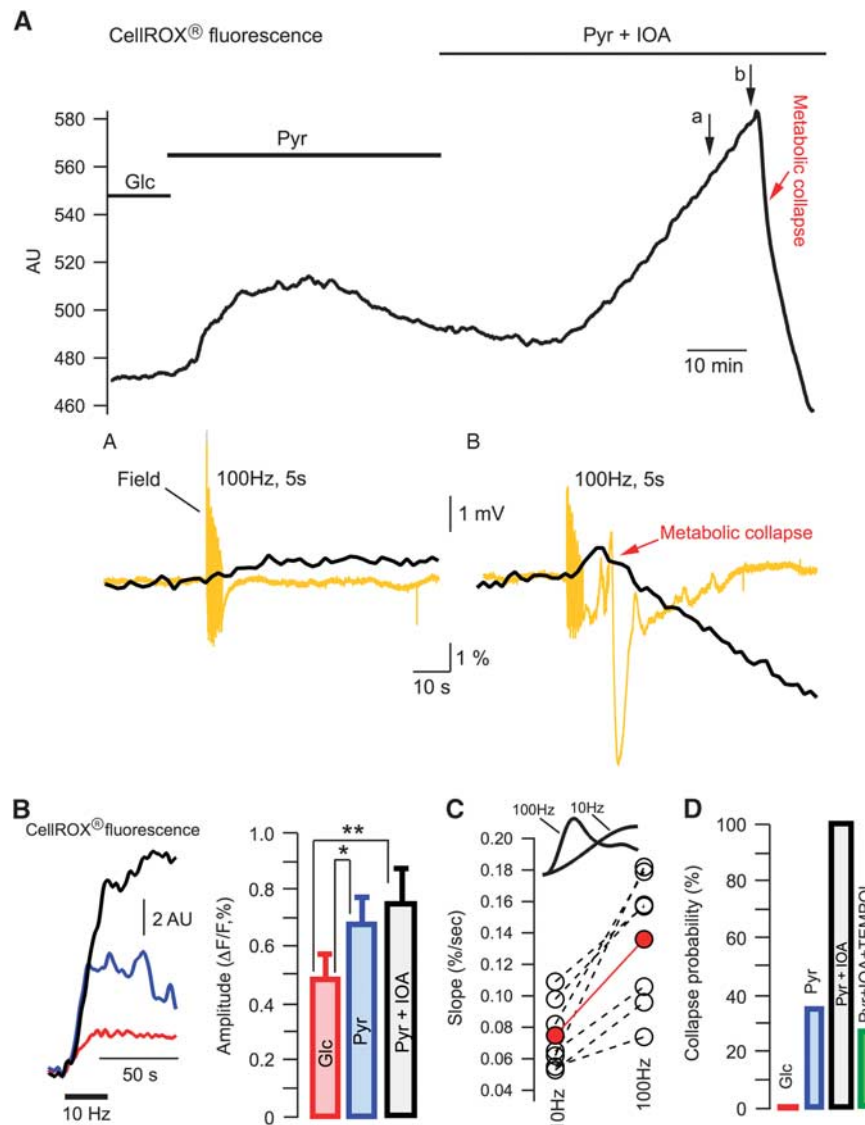 A
CellROX® fluorescence
Pyr + IOA
b
a
Metabolic collapse
Pyr
Glc
580
560
540
520
500
480
460
AU
10 min
A
Field
100Hz, 5s
1 mV
1 %
10 s
B
100Hz, 5s
Metabolic collapse
B
CellROX® fluorescence
2 AU
50 s
10 Hz
Amplitude (ΔF/F,%)
1.0
0.8
0.6
0.4
0.2
0
**
*
Glc
Pyr
Pyr + IOA
C
100Hz
10Hz
Slope (%/sec)
0.20
0.18
0.16
0.14
0.12
0.10
0.08
0.06
0.04
0Hz
100Hz
D
Collapse probability (%)
100
80
60
40
20
0
Glc
Pyr
Pyr + IOA
Pyr+IOA+TEMPOL